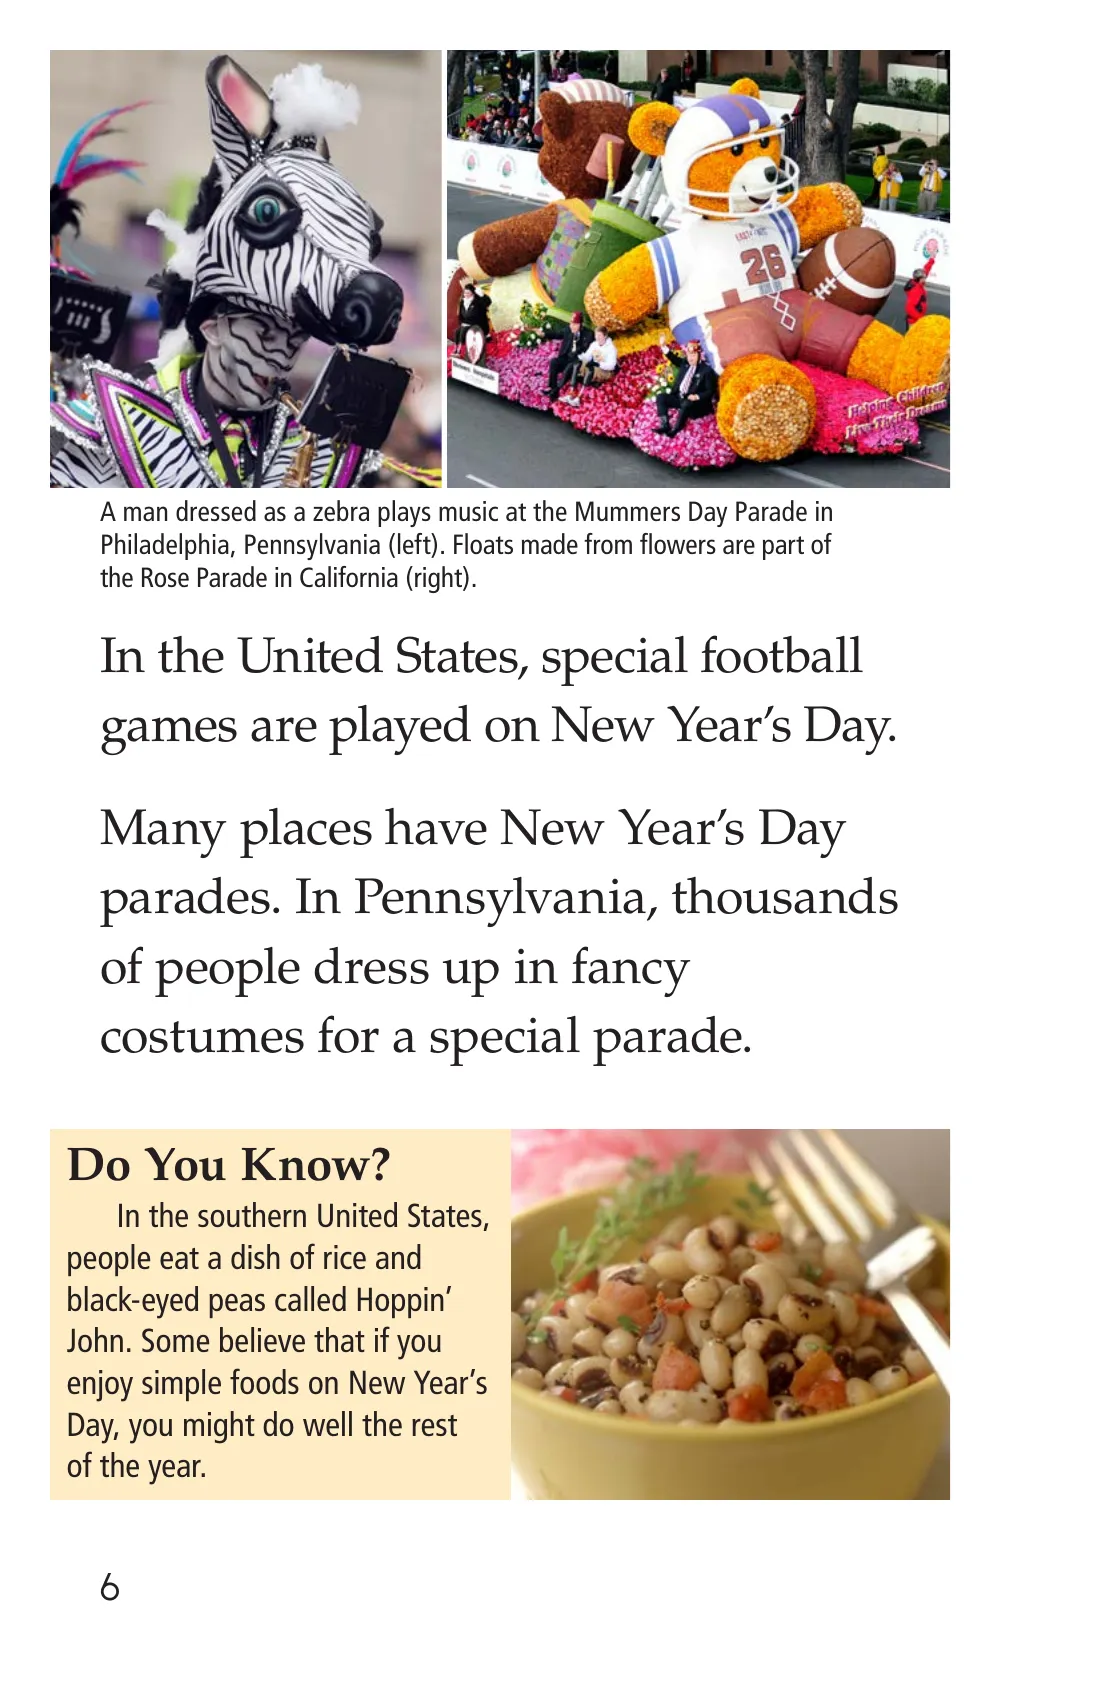 26
Helping Children
Live Their Dreams
A man dressed as a zebra plays music at the Mummers Day Parade in
Philadelphia, Pennsylvania (left). Floats made from flowers are part of
the Rose Parade in California (right).
In the United States, special football
games are played on New Year’s Day.
Many places have New Year’s Day
parades. In Pennsylvania, thousands
of people dress up in fancy
costumes for a special parade.
Do You Know?
In the southern United States,
people eat a dish of rice and
black-eyed peas called Hoppin’
John. Some believe that if you
enjoy simple foods on New Year’s
Day, you might do well the rest
of the year.
6